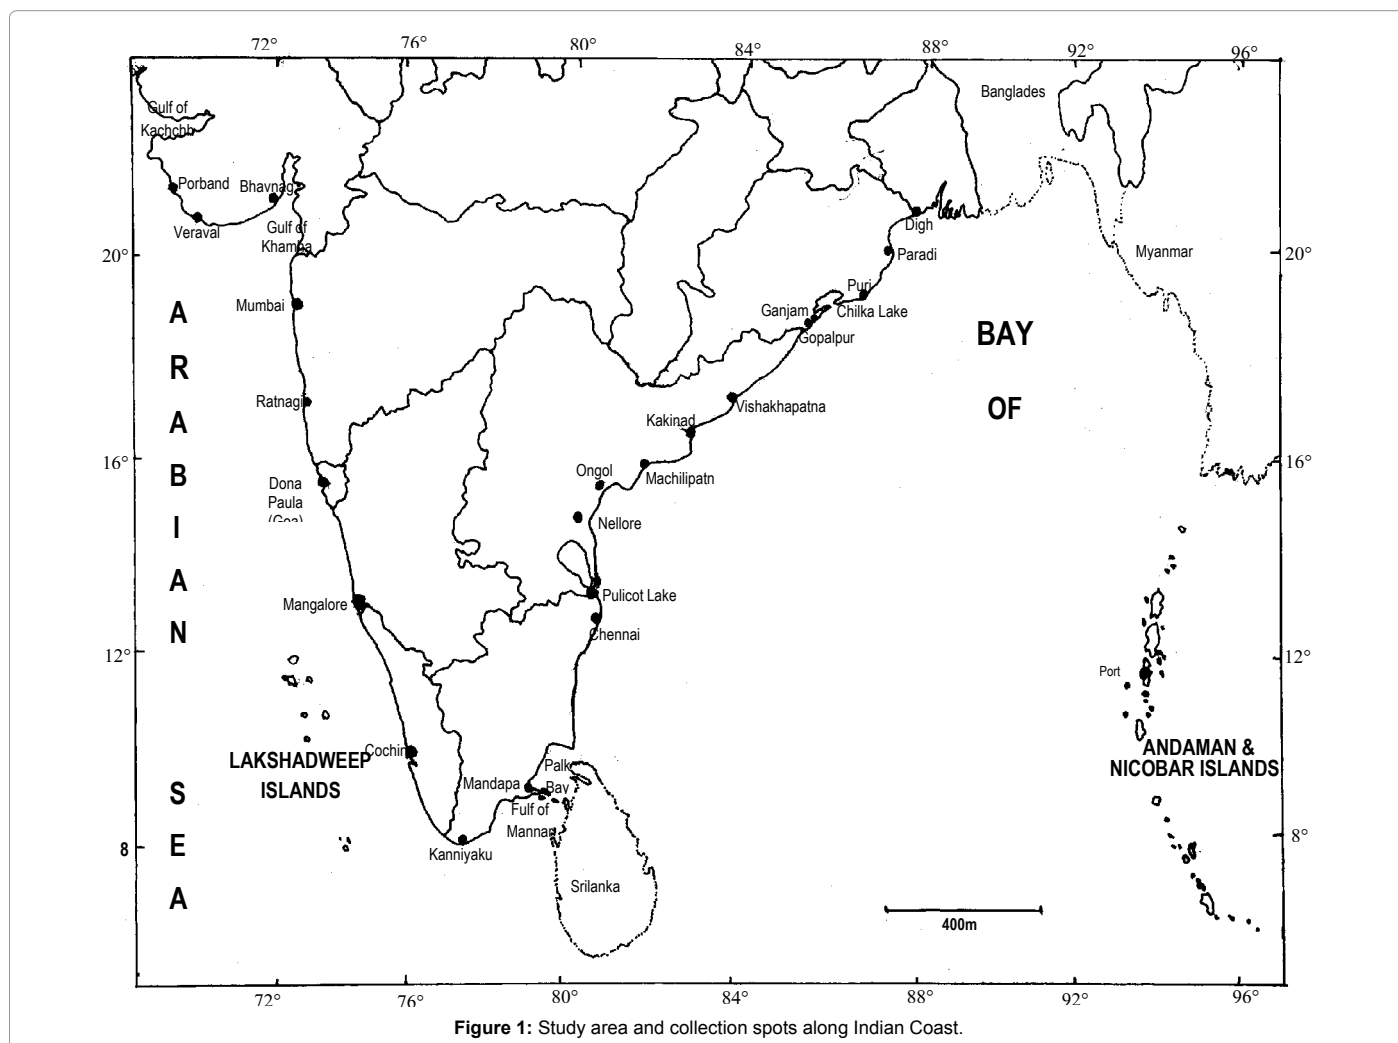 72°
76°
80°
84°
88°
92°
96°
Gulf of
Kachchh
Banglades
Porband
Bhavnag
Veraval
Gulf of
Khamba
Digh
20°
Paradi
Myanmar
20°
Puri
Mumbai
Ganjam
Chilka Lake
Gopalpur
BAY
OF
Ratnagi
Vishakhapatna
Kakinad
16°
16°
Ongol
Machilipatn
Dona
Paula
(Goa)
Nellore
ARABIAN
SEA
Mangalore
Pulicot Lake
Chennai
12°
12°
Port
Cochin
LAKSHADWEEP
ISLANDS
ANDAMAN &
NICOBAR ISLANDS
Palk
Bay
Mandapa
Fulf of
Mannar
8
8°
Kanniyaku
Srilanka
400m
72°
76°
80°
84°
88°
92°
96°
Figure 1: Study area and collection spots along Indian Coast.